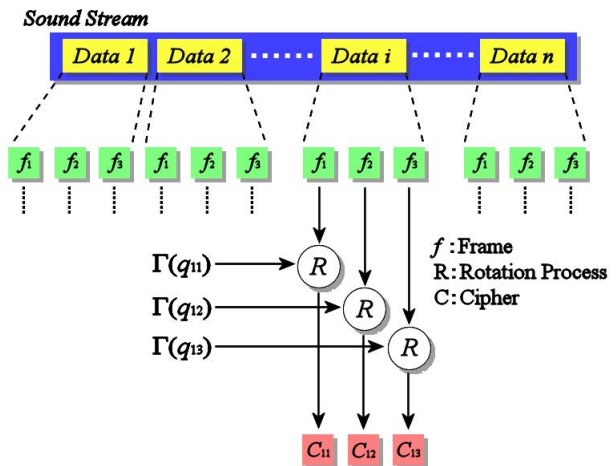 Sound Stream
Data 1 Data 2 Data i Data n
f1 f2 f3 f1 f2 f3 f1 f2 f3 f1 f2 f3
Γ(q11) R
Γ(q12) R
Γ(q13) R
f : Frame
R : Rotation Process
C : Cipher
C11 C12 C13